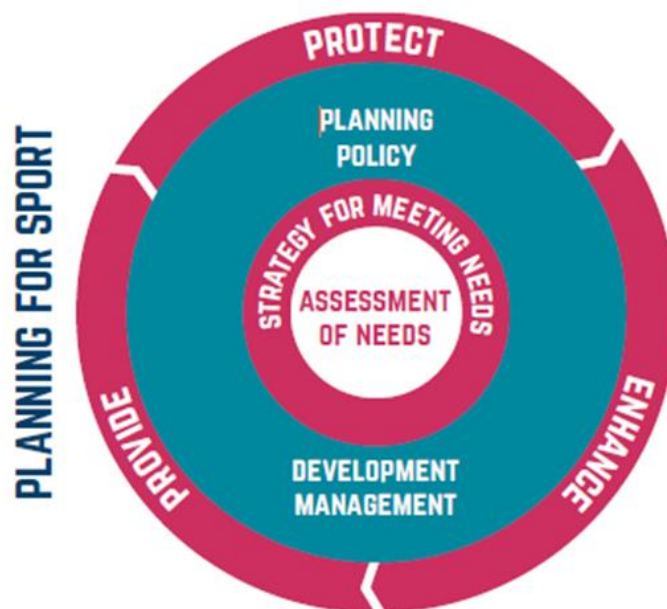 PLANNING FOR SPORT
PROTECT
PLANNING
POLICY
STRATEGY FOR MEETING NEEDS
ASSESSMENT
OF NEEDS
DEVELOPMENT
MANAGEMENT
PROVIDE
ENHANCE